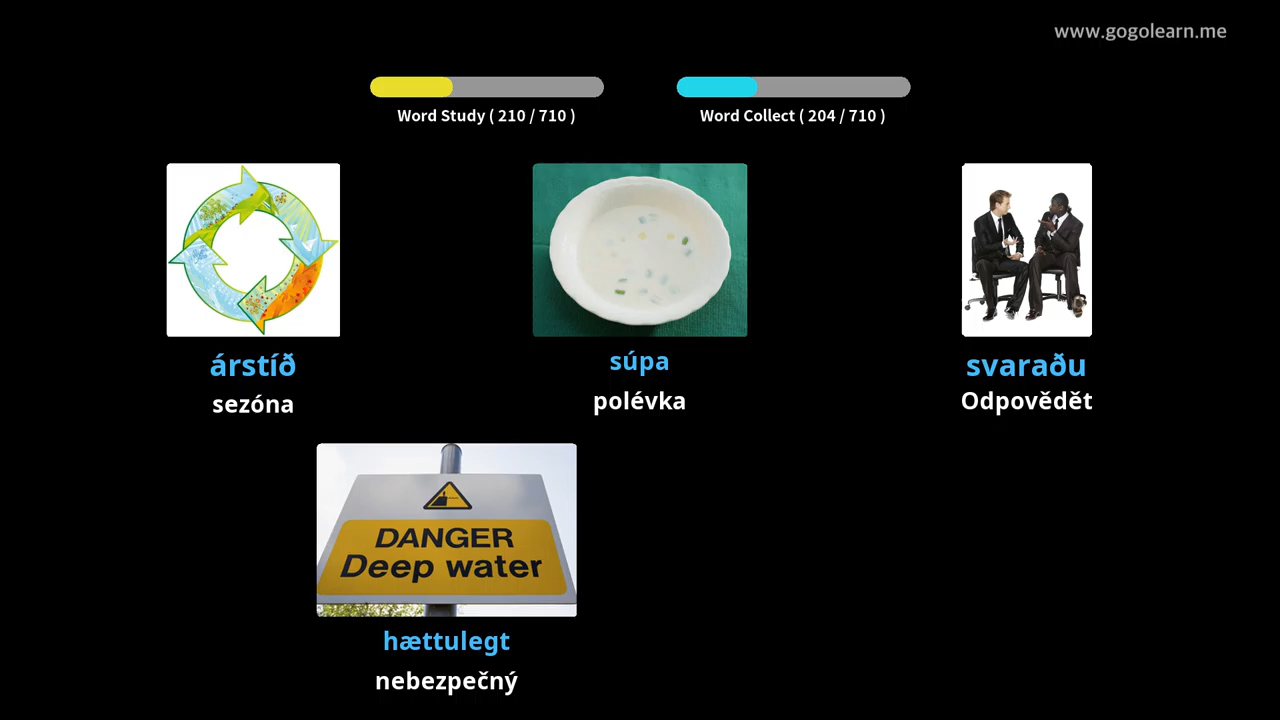 www.gogolearn.me
Word Study ( 210 / 710 )
Word Collect ( 204 / 710 )
árstíð
sezóna
súpa
polévka
svaraðu
Odpovědět
DANGER
Deep water
hættulegt
nebezpečný